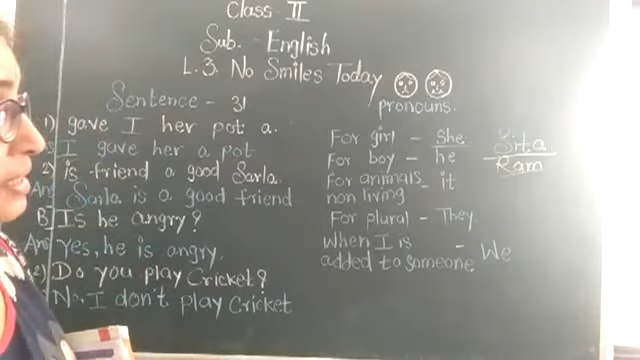 Class II
Sub. English
L.3. No Smiles Today
Sentence - 31
1) gave I her pot a.
Ans I gave her a pot
2) is friend a good Sarla.
Ans Sarla is a good friend
B) Is he angry?
Ans Yes, he is angry.
2) Do you play Cricket?
No. I don't play Cricket
pronouns.
For girl - she Sita
For boy - he Ram
For animals - it
non living
For plural - They
When I is - We
added to someone